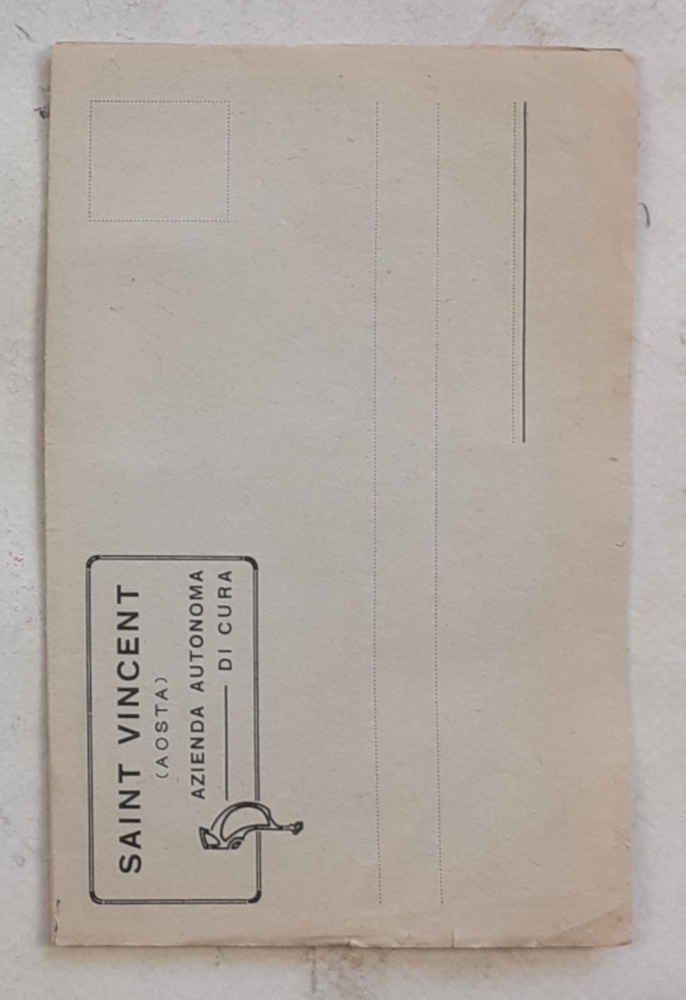 SAINT VINCENT
(AOSTA)
AZIENDA AUTONOMA
DI CURA